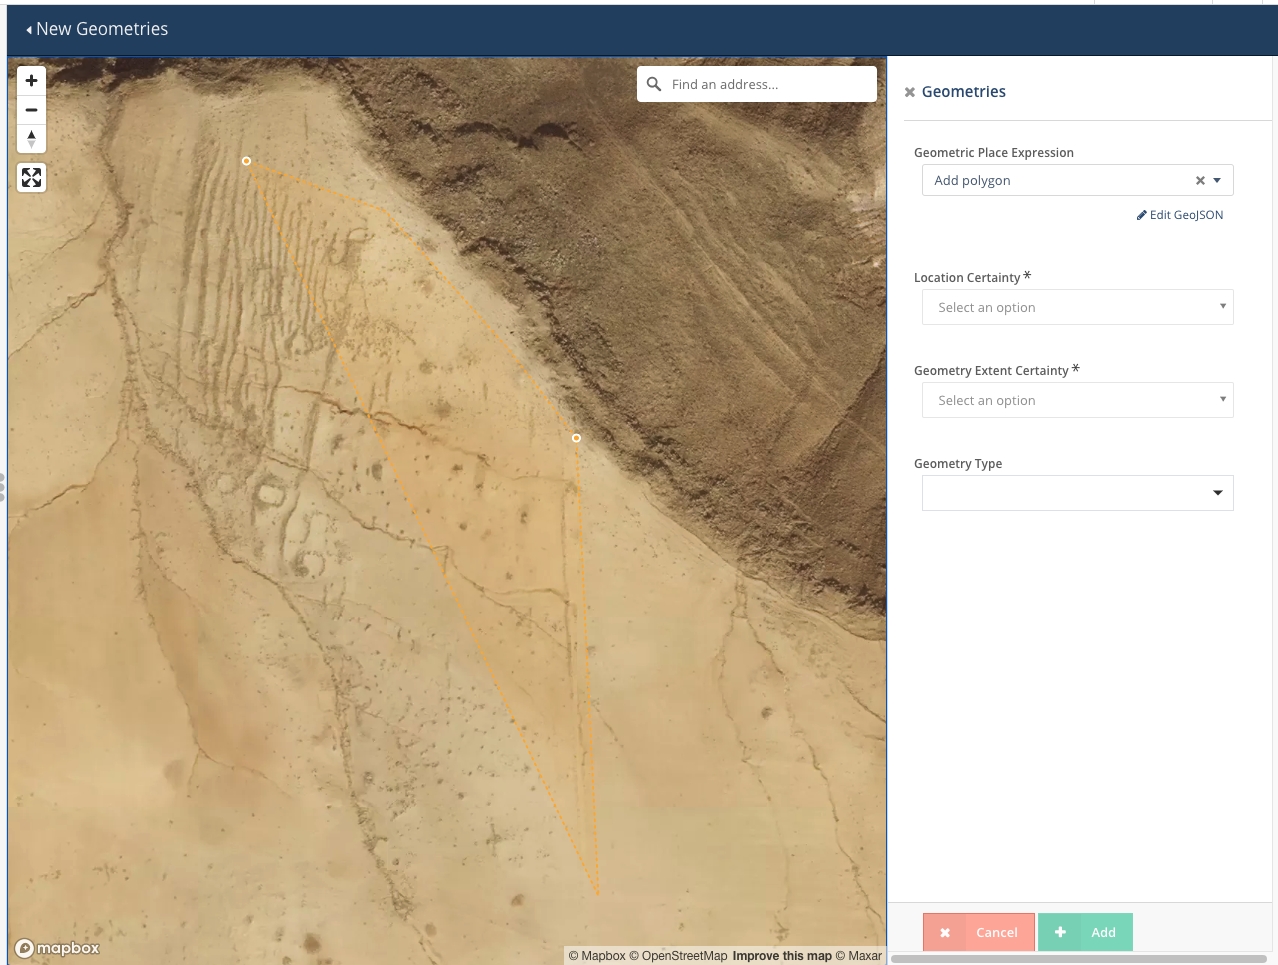 New Geometries
Find an address...
Geometries
Geometric Place Expression
Add polygon
Edit GeoJSON
Location Certainty *
Select an option
Geometry Extent Certainty *
Select an option
Geometry Type
Cancel
Add
mapbox
© Mapbox © OpenStreetMap Improve this map © Maxar